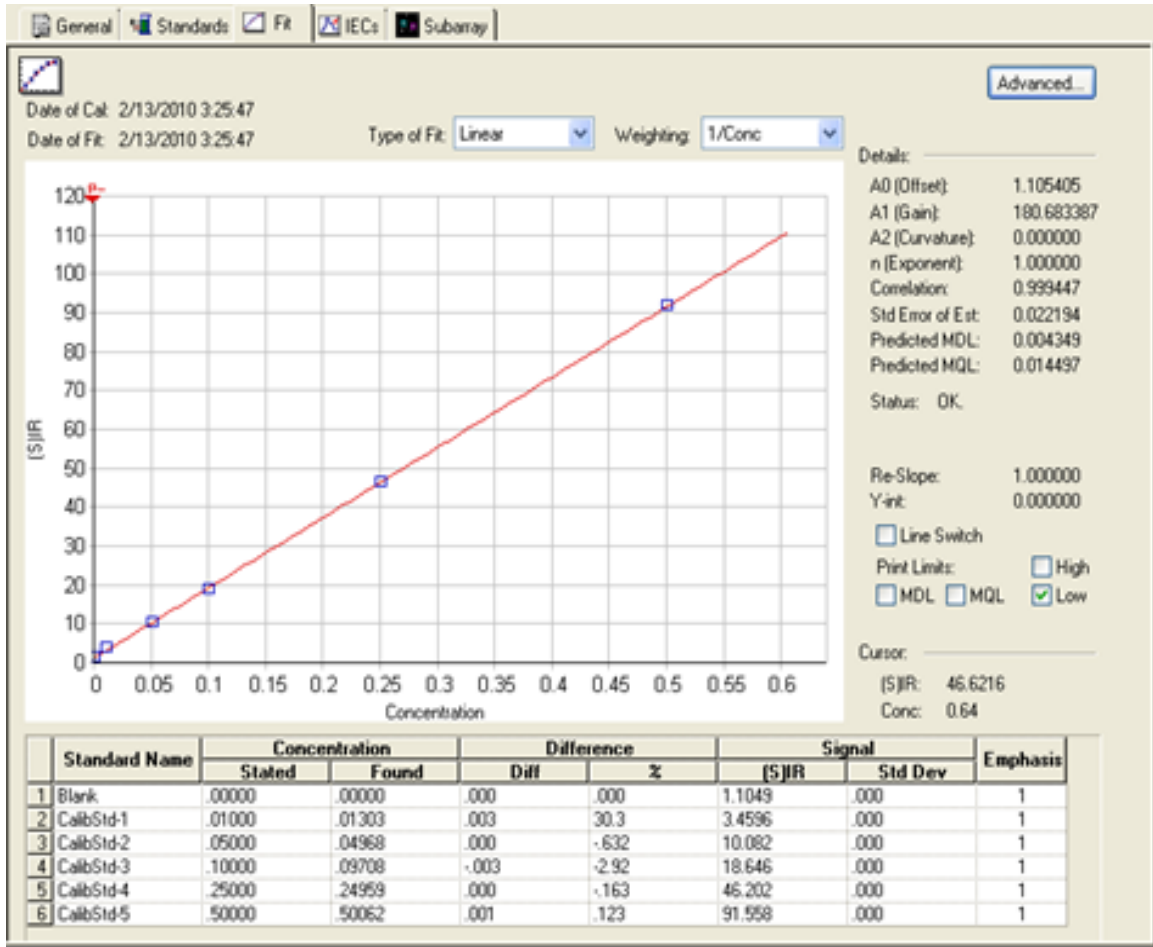 General Standards Fit IECs Subarray
Advanced...
Date of Cal: 2/13/2010 3:25:47
Date of Fit: 2/13/2010 3:25:47
Type of Fit: Linear Weighting: 1/Conc
120
110
100
90
80
70
60
50
40
30
20
10
0
(S)IR
0 0.05 0.1 0.15 0.2 0.25 0.3 0.35 0.4 0.45 0.5 0.55 0.6
Concentration
Details:
A0 (Offset): 1.105405
A1 (Gain): 180.683387
A2 (Curvature): 0.000000
n (Exponent): 1.000000
Correlation: 0.999447
Std Error of Est: 0.022194
Predicted MDL: 0.004349
Predicted MQL: 0.014497
Status: OK.
Re-Slope: 1.000000
Y-int: 0.000000
Line Switch
Print Limits: High
MDL MQL Low
Cursor:
(S)IR: 46.6216
Conc: 0.64
Standard Name Concentration Difference Signal Emphasis
Stated Found Diff % (S)IR Std Dev
1 Blank .00000 .00000 .000 .000 1.1049 .000 1
2 CalibStd-1 .01000 .01303 .003 30.3 3.4596 .000 1
3 CalibStd-2 .05000 .04968 .000 -.632 10.082 .000 1
4 CalibStd-3 .10000 .09708 -.003 -2.92 18.646 .000 1
5 CalibStd-4 .25000 .24959 .000 -.163 46.202 .000 1
6 CalibStd-5 .50000 .50062 .001 .123 91.558 .000 1